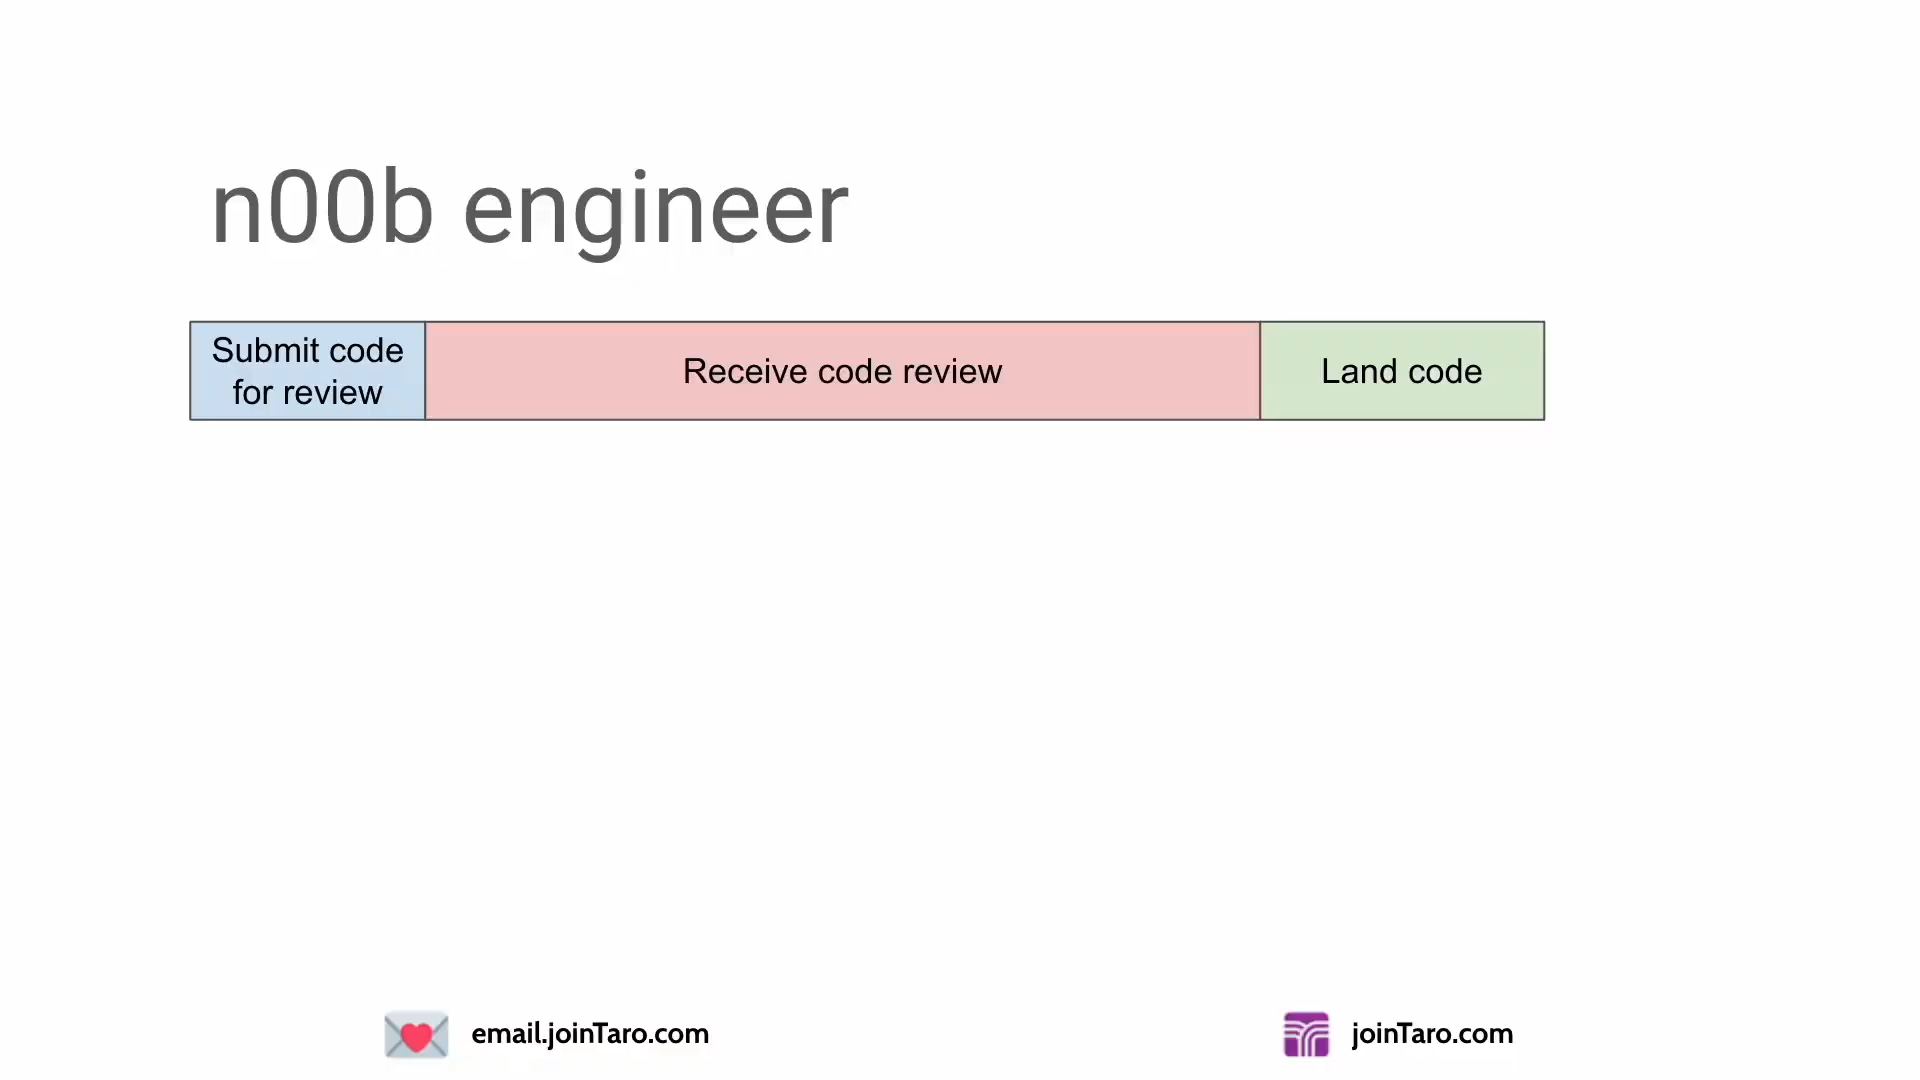 n00b engineer
Submit code
for review
Receive code review
Land code
email.joinTaro.com
joinTaro.com